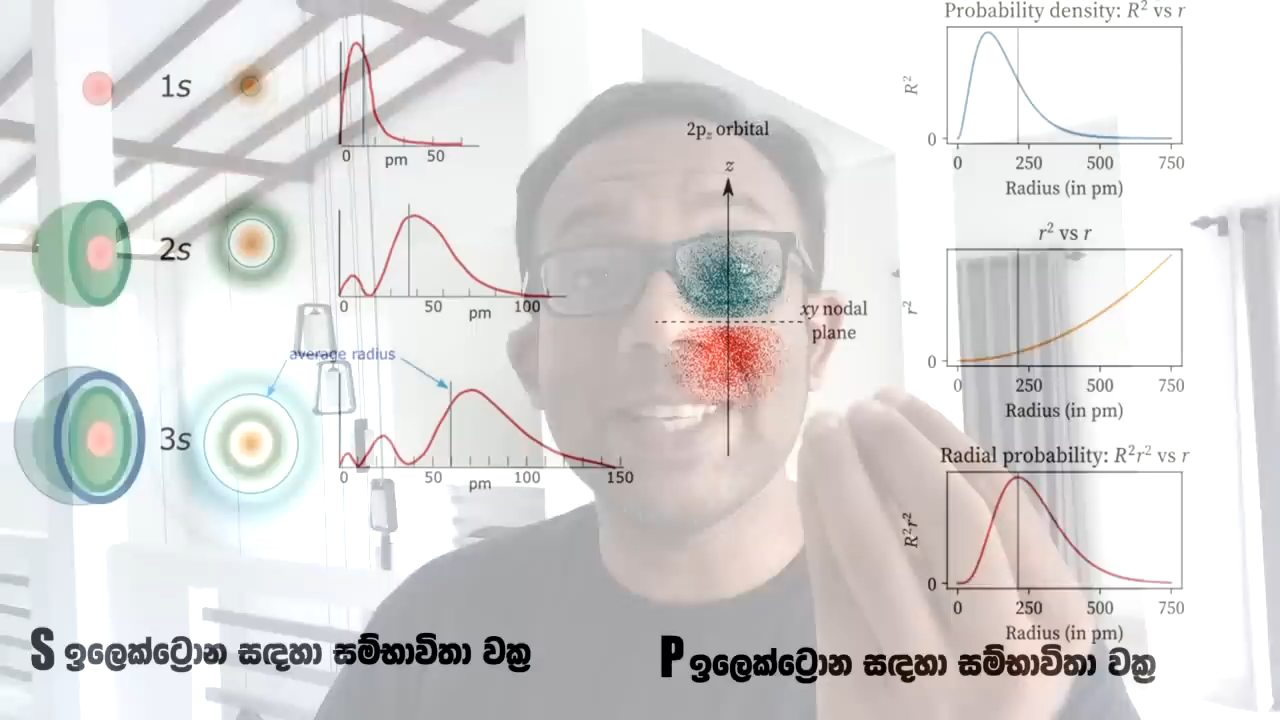 1s
0 pm 50
2s
0 50 pm 100
average radius
3s
0 50 pm 100 150
S ඉලෙක්ට්‍රෝන සඳහා සම්භාවිතා වක්‍ර
2p_z orbital
z
xy nodal
plane
Probability density: R² vs r
R²
0
0 250 500 750
Radius (in pm)
r² vs r
r²
0
0 250 500 750
Radius (in pm)
Radial probability: R²r² vs r
R²r²
0
0 250 500 750
Radius (in pm)
P ඉලෙක්ට්‍රෝන සඳහා සම්භාවිතා වක්‍ර